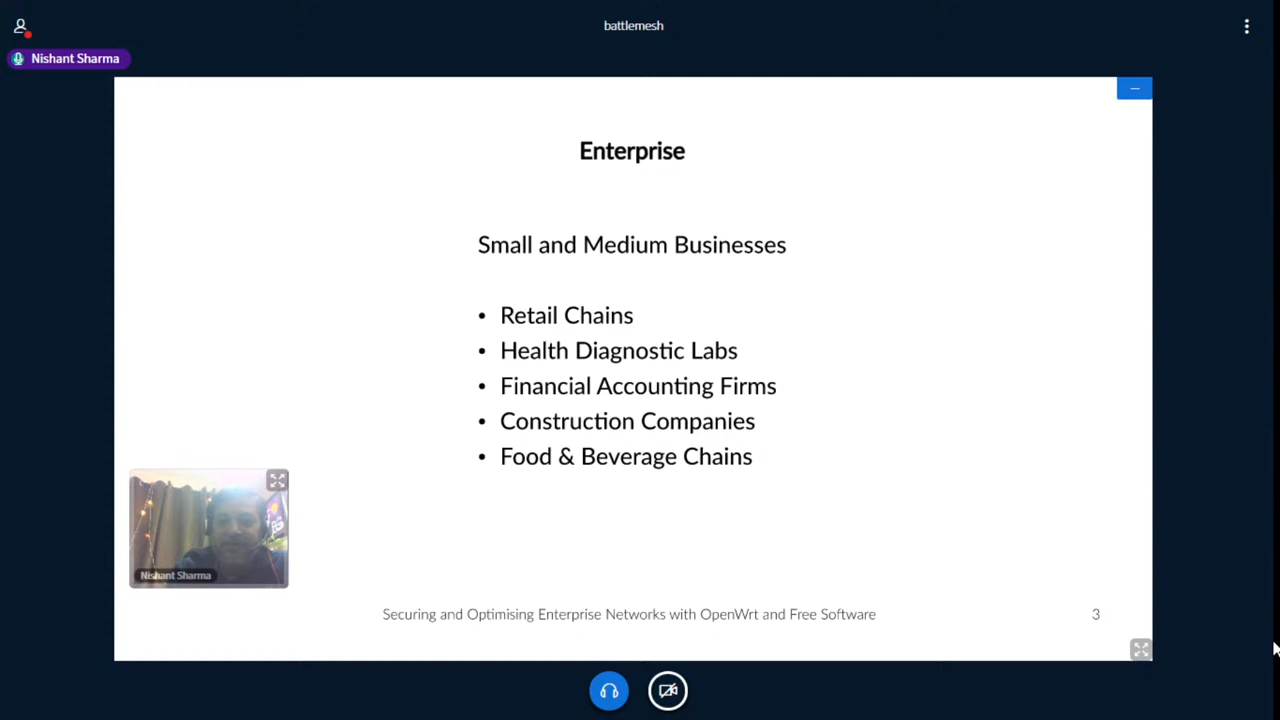 battlemesh
Nishant Sharma
Enterprise
Small and Medium Businesses
• Retail Chains
• Health Diagnostic Labs
• Financial Accounting Firms
• Construction Companies
• Food & Beverage Chains
Nishant Sharma
Securing and Optimising Enterprise Networks with OpenWrt and Free Software
3